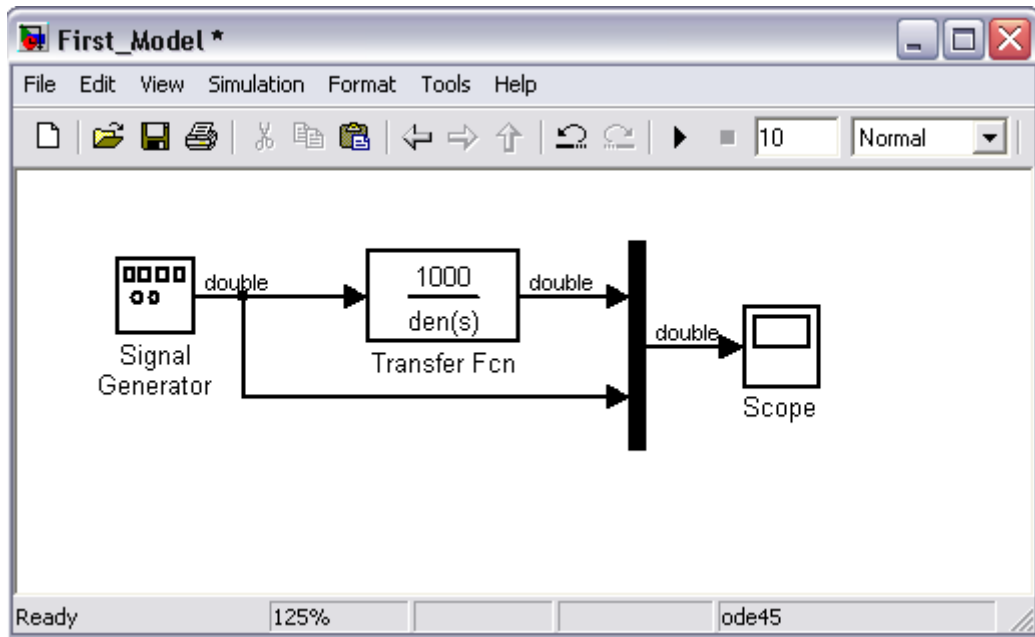 First_Model *
File Edit View Simulation Format Tools Help
10 Normal
double
1000
den(s)
double
double
Signal
Generator
Transfer Fcn
Scope
Ready 125% ode45